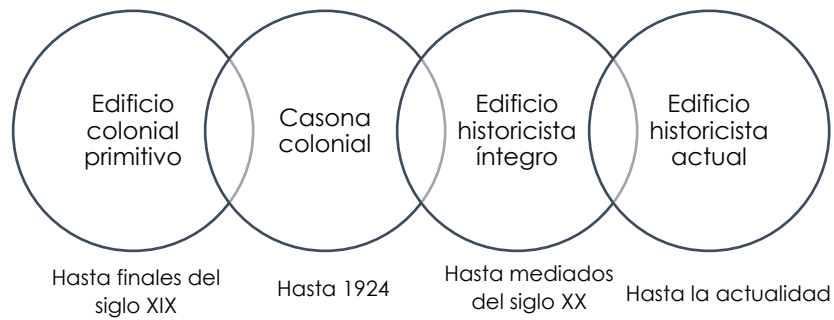 Edificio
colonial
primitivo
Casona
colonial
Edificio
historicista
íntegro
Edificio
historicista
actual
Hasta finales del
siglo XIX
Hasta 1924
Hasta mediados
del siglo XX
Hasta la actualidad